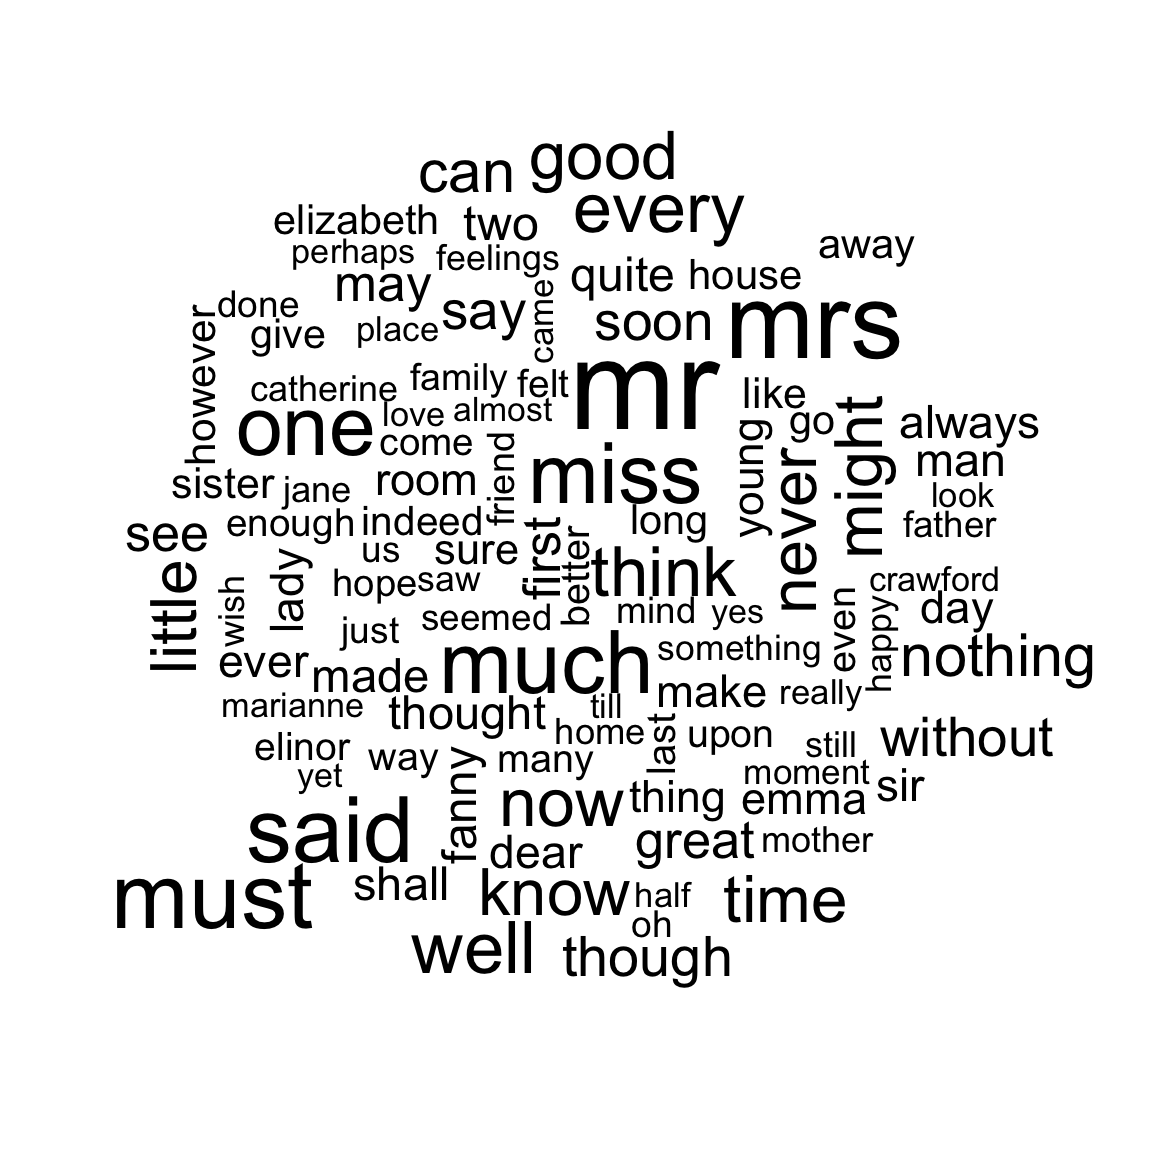 can good
elizabeth two every
perhaps feelings away
may quite house
done say came soon mrs
however give place
mr
catherine family felt like
one love almost go might always
come young man
sister jane room friend miss never look
see enough indeed long father
us sure first better think
little wish lady hope saw crawford
just seemed mind yes even happy day
ever made much something nothing
make really
marianne thought till
home last upon still without
elinor way many
yet fanny moment sir
said now thing emma
dear great mother
must shall know half time
oh
well though